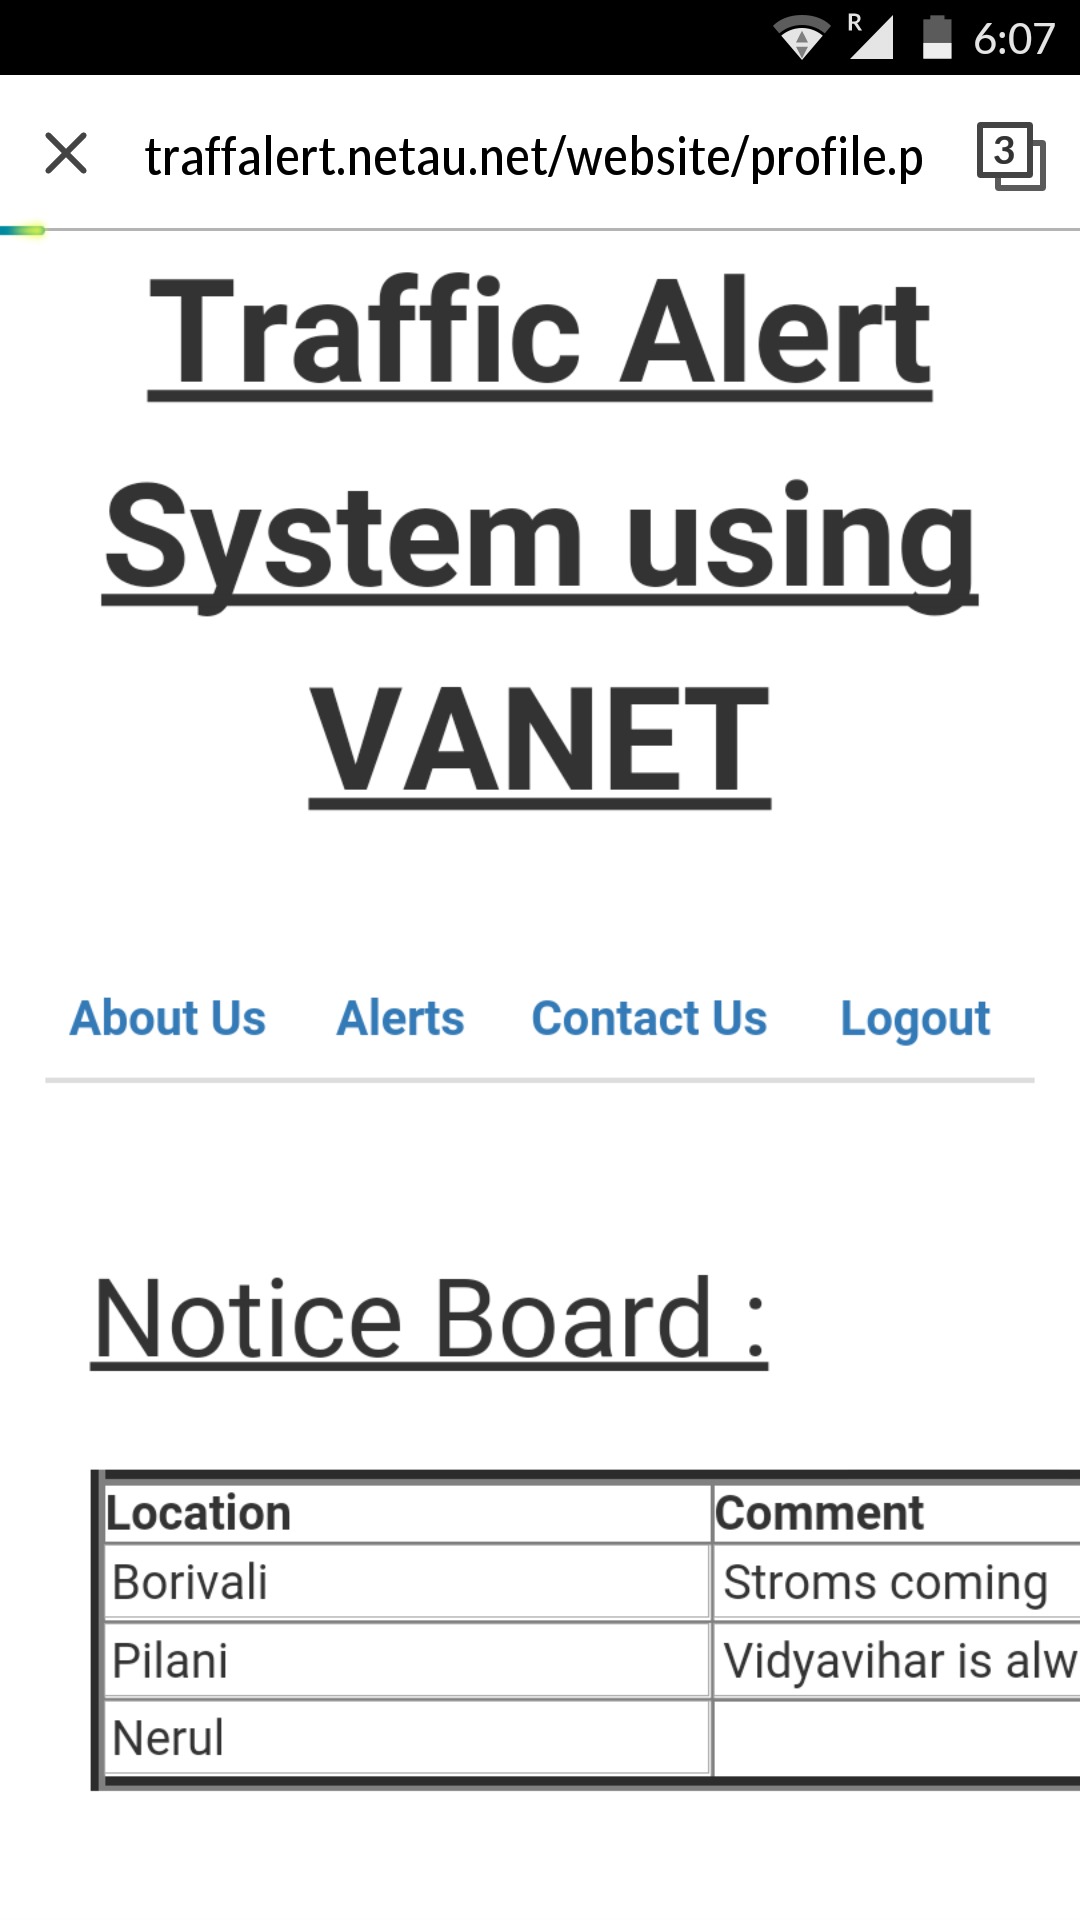 R 6:07
traffalert.netau.net/website/profile.p
3
Traffic Alert
System using
VANET
About Us Alerts Contact Us Logout
Notice Board :
Location Comment
Borivali Stroms coming
Pilani Vidyavihar is alw
Nerul